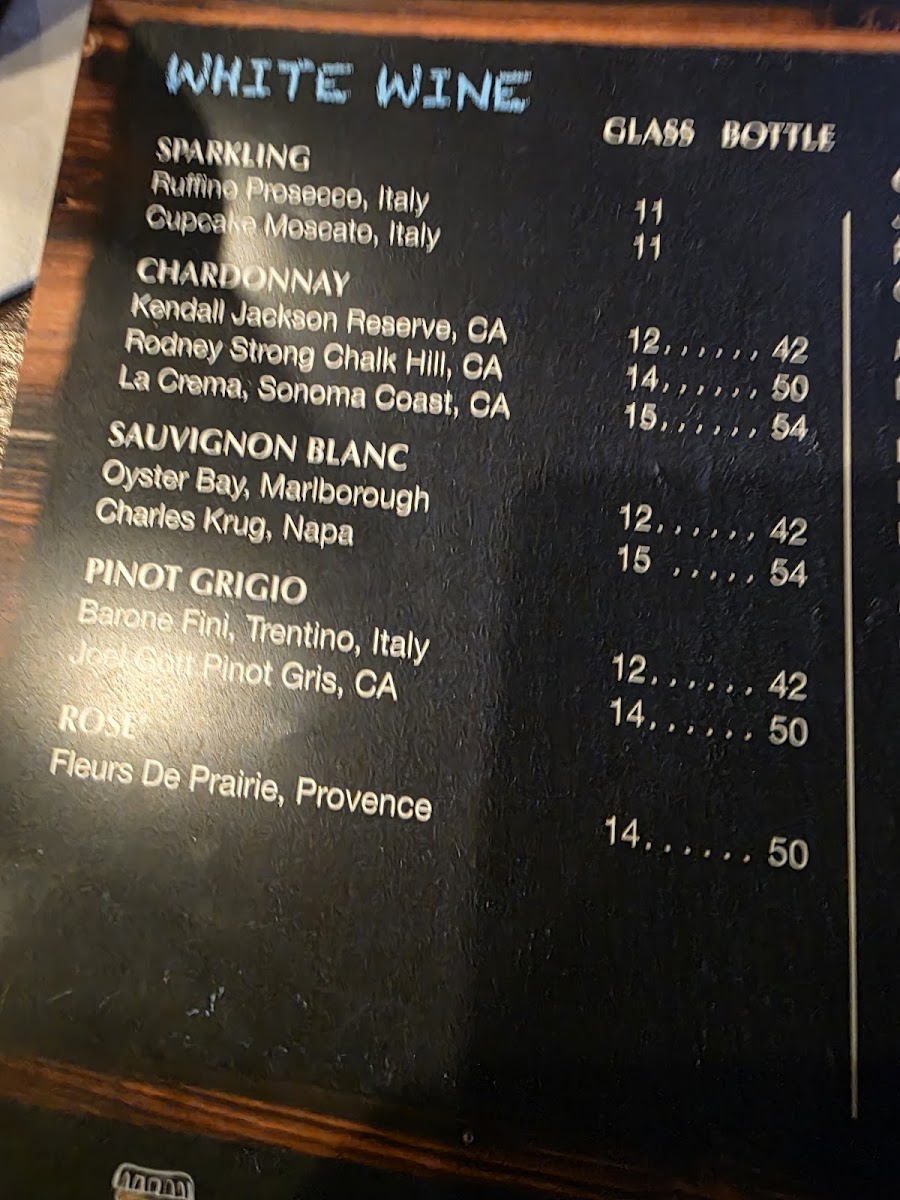 WHITE WINE
GLASS BOTTLE
SPARKLING
Ruffino Prosecco, Italy 11
Cupcake Moscato, Italy 11
CHARDONNAY
Kendall Jackson Reserve, CA 12...... 42
Rodney Strong Chalk Hill, CA 14...... 50
La Crema, Sonoma Coast, CA 15...... 54
SAUVIGNON BLANC
Oyster Bay, Marlborough 12...... 42
Charles Krug, Napa 15 ..... 54
PINOT GRIGIO
Barone Fini, Trentino, Italy 12...... 42
Joel Gott Pinot Gris, CA 14...... 50
ROSE'
Fleurs De Prairie, Provence 14...... 50